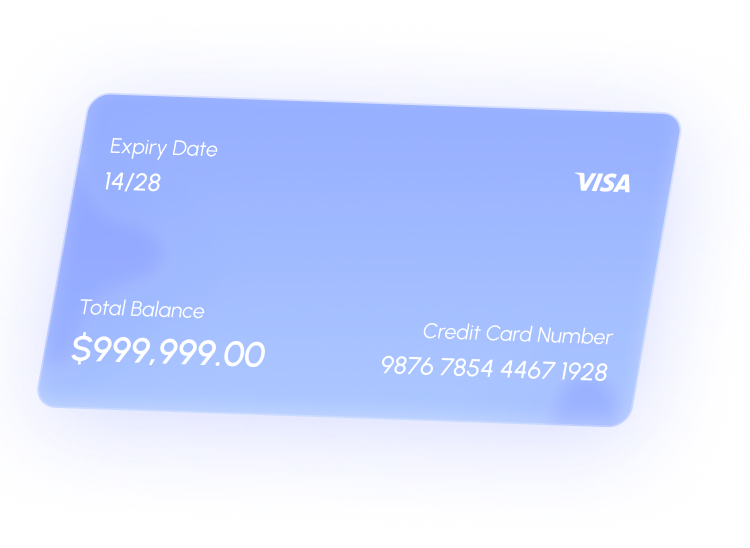 Expiry Date
14/28
VISA
Total Balance
$999,999.00
Credit Card Number
9876 7854 4467 1928